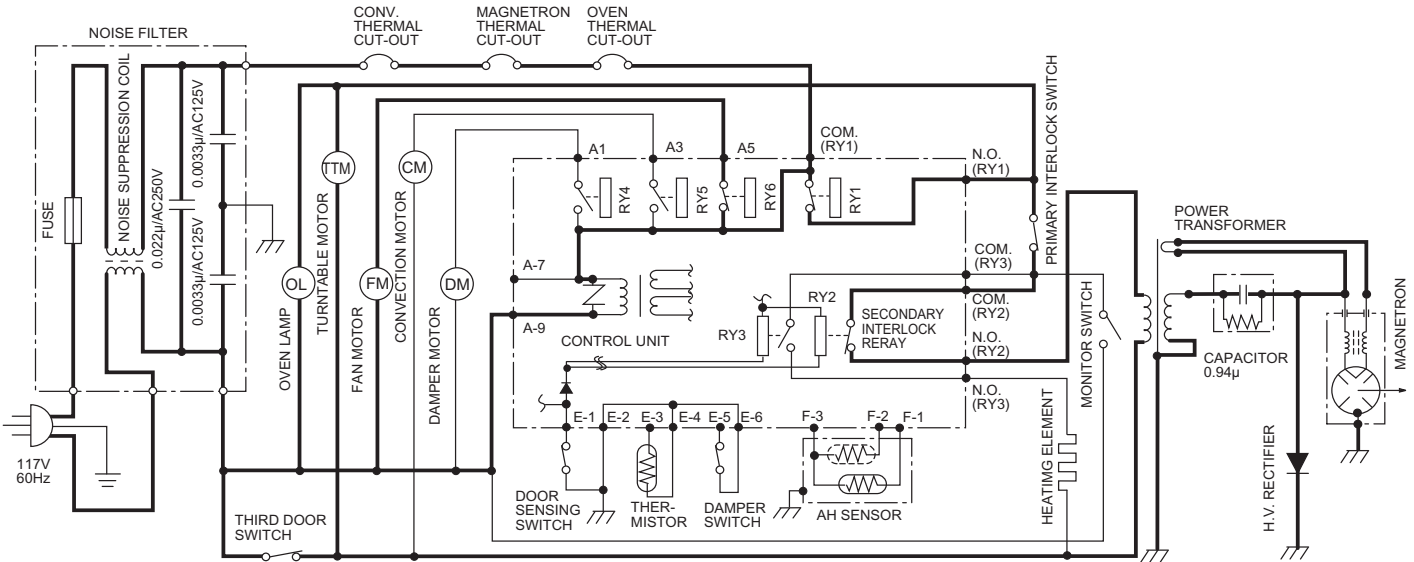 NOISE FILTER
CONV.
THERMAL
CUT-OUT
MAGNETRON
THERMAL
CUT-OUT
OVEN
THERMAL
CUT-OUT
FUSE
NOISE SUPPRESSION COIL
0.022μ/AC250V
0.0033μ/AC125V
0.0033μ/AC125V
117V
60Hz
OL
OVEN LAMP
TTM
TURNTABLE MOTOR
FM
FAN MOTOR
CM
CONVECTION MOTOR
DM
DAMPER MOTOR
THIRD DOOR
SWITCH
A1
A3
A5
COM.
(RY1)
N.O.
(RY1)
RY4
RY5
RY6
RY1
PRIMARY INTERLOCK SWITCH
A-7
A-9
CONTROL UNIT
COM.
(RY3)
COM.
(RY2)
RY2
RY3
SECONDARY
INTERLOCK
RERAY
N.O.
(RY2)
N.O.
(RY3)
MONITOR SWITCH
E-1
E-2
E-3
E-4
E-5
E-6
F-3
F-2
F-1
DOOR
SENSING
SWITCH
THER-
MISTOR
DAMPER
SWITCH
AH SENSOR
HEATIMG ELEMENT
POWER
TRANSFORMER
CAPACITOR
0.94μ
H.V. RECTIFIER
MAGNETRON